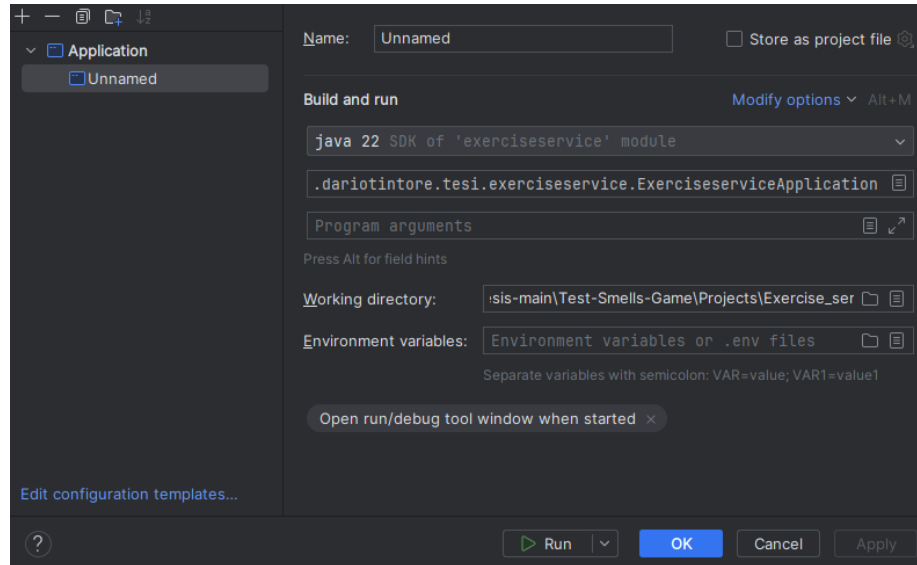 Application
Unnamed
Edit configuration templates...
Name: Unnamed
Store as project file
Build and run
Modify options Alt+M
java 22 SDK of 'exerciseservice' module
.dariotintore.tesi.exerciseservice.ExerciseserviceApplication
Program arguments
Press Alt for field hints
Working directory: sis-main\Test-Smells-Game\Projects\Exercise_ser
Environment variables: Environment variables or .env files
Separate variables with semicolon: VAR=value; VAR1=value1
Open run/debug tool window when started ×
? Run OK Cancel Apply